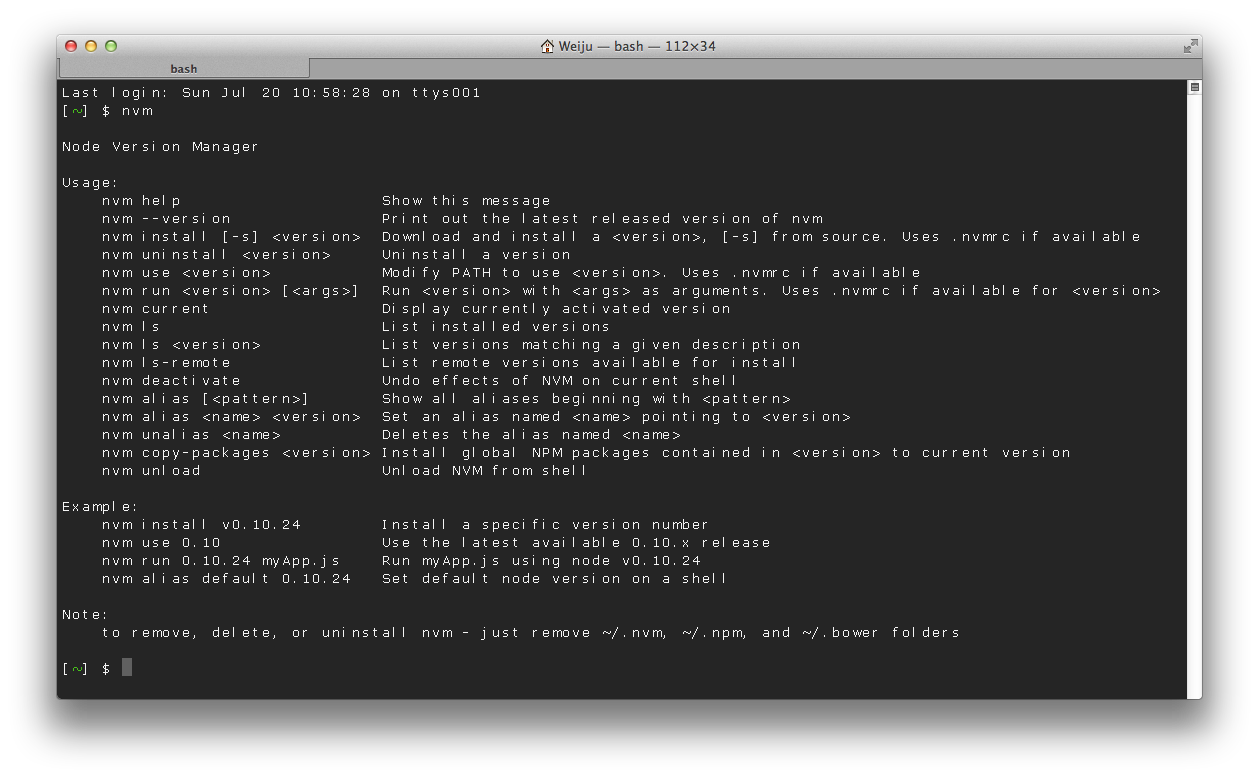 Weiju — bash — 112×34
bash
Last login: Sun Jul 20 10:58:28 on ttys001
[~] $ nvm
Node Version Manager
Usage:
nvm help Show this message
nvm --version Print out the latest released version of nvm
nvm install [-s] <version> Download and install a <version>, [-s] from source. Uses .nvmrc if available
nvm uninstall <version> Uninstall a version
nvm use <version> Modify PATH to use <version>. Uses .nvmrc if available
nvm run <version> [<args>] Run <version> with <args> as arguments. Uses .nvmrc if available for <version>
nvm current Display currently activated version
nvm ls List installed versions
nvm ls <version> List versions matching a given description
nvm ls-remote List remote versions available for install
nvm deactivate Undo effects of NVM on current shell
nvm alias [<pattern>] Show all aliases beginning with <pattern>
nvm alias <name> <version> Set an alias named <name> pointing to <version>
nvm unalias <name> Deletes the alias named <name>
nvm copy-packages <version> Install global NPM packages contained in <version> to current version
nvm unload Unload NVM from shell
Example:
nvm install v0.10.24 Install a specific version number
nvm use 0.10 Use the latest available 0.10.x release
nvm run 0.10.24 myApp.js Run myApp.js using node v0.10.24
nvm alias default 0.10.24 Set default node version on a shell
Note:
to remove, delete, or uninstall nvm - just remove ~/.nvm, ~/.npm, and ~/.bower folders
[~] $